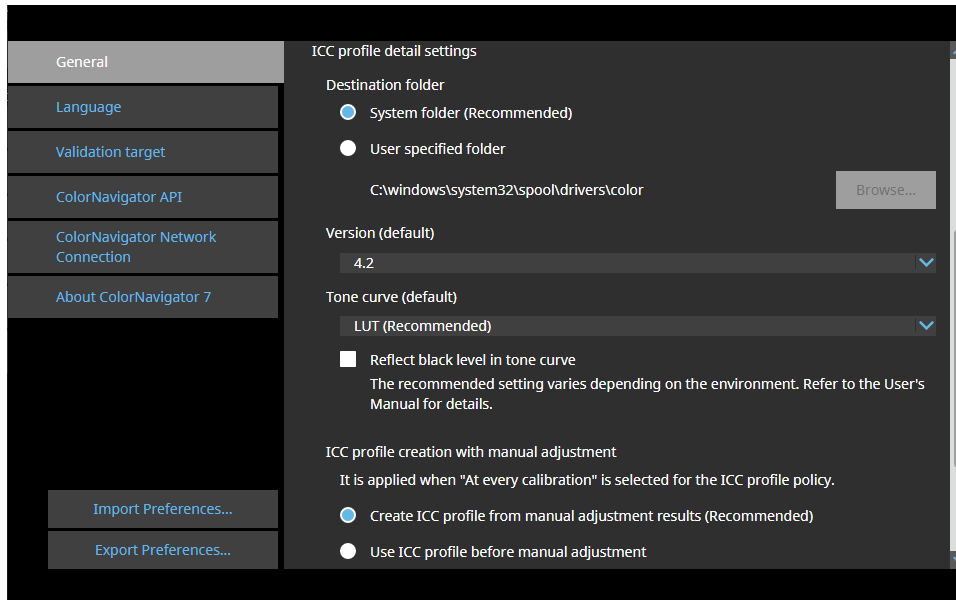 General
Language
Validation target
ColorNavigator API
ColorNavigator Network
Connection
About ColorNavigator 7
Import Preferences...
Export Preferences...
ICC profile detail settings
Destination folder
System folder (Recommended)
User specified folder
C:\windows\system32\spool\drivers\color
Browse...
Version (default)
4.2
Tone curve (default)
LUT (Recommended)
Reflect black level in tone curve
The recommended setting varies depending on the environment. Refer to the User's
Manual for details.
ICC profile creation with manual adjustment
It is applied when "At every calibration" is selected for the ICC profile policy.
Create ICC profile from manual adjustment results (Recommended)
Use ICC profile before manual adjustment